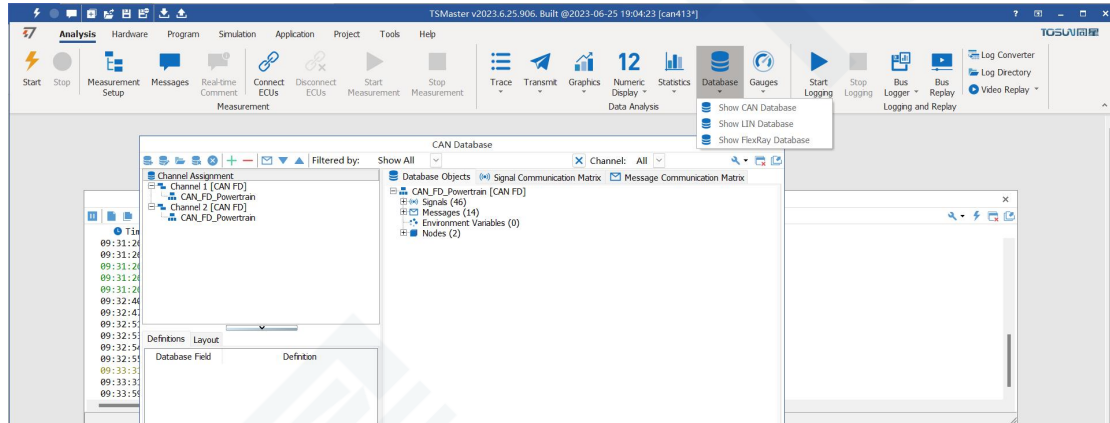 TSMaster v2023.6.25.906. Built @2023-06-25 19:04:23 [can413*]
Analysis Hardware Program Simulation Application Project Tools Help
TOSUN同星
Start Stop Measurement Setup Messages Real-time Comment Connect ECUs Disconnect ECUs Start Measurement Stop Measurement Trace Transmit Graphics 12 Numeric Display Statistics Database Gauges Start Logging Stop Logging Bus Logger Bus Replay
Log Converter
Log Directory
Video Replay
Measurement Data Analysis Logging and Replay
Show CAN Database
Show LIN Database
Show FlexRay Database
CAN Database
Filtered by: Show All Channel: All
Channel Assignment
Channel 1 [CAN FD]
CAN_FD_Powertrain
Channel 2 [CAN FD]
CAN_FD_Powertrain
Database Objects Signal Communication Matrix Message Communication Matrix
CAN_FD_Powertrain [CAN FD]
Signals (46)
Messages (14)
Environment Variables (0)
Nodes (2)
Definitions Layout
Database Field Definition
09:31:2
09:31:2
09:31:2
09:31:2
09:31:2
09:32:4
09:32:4
09:32:5
09:32:5
09:32:5
09:32:5
09:33:3
09:33:3
09:33:5